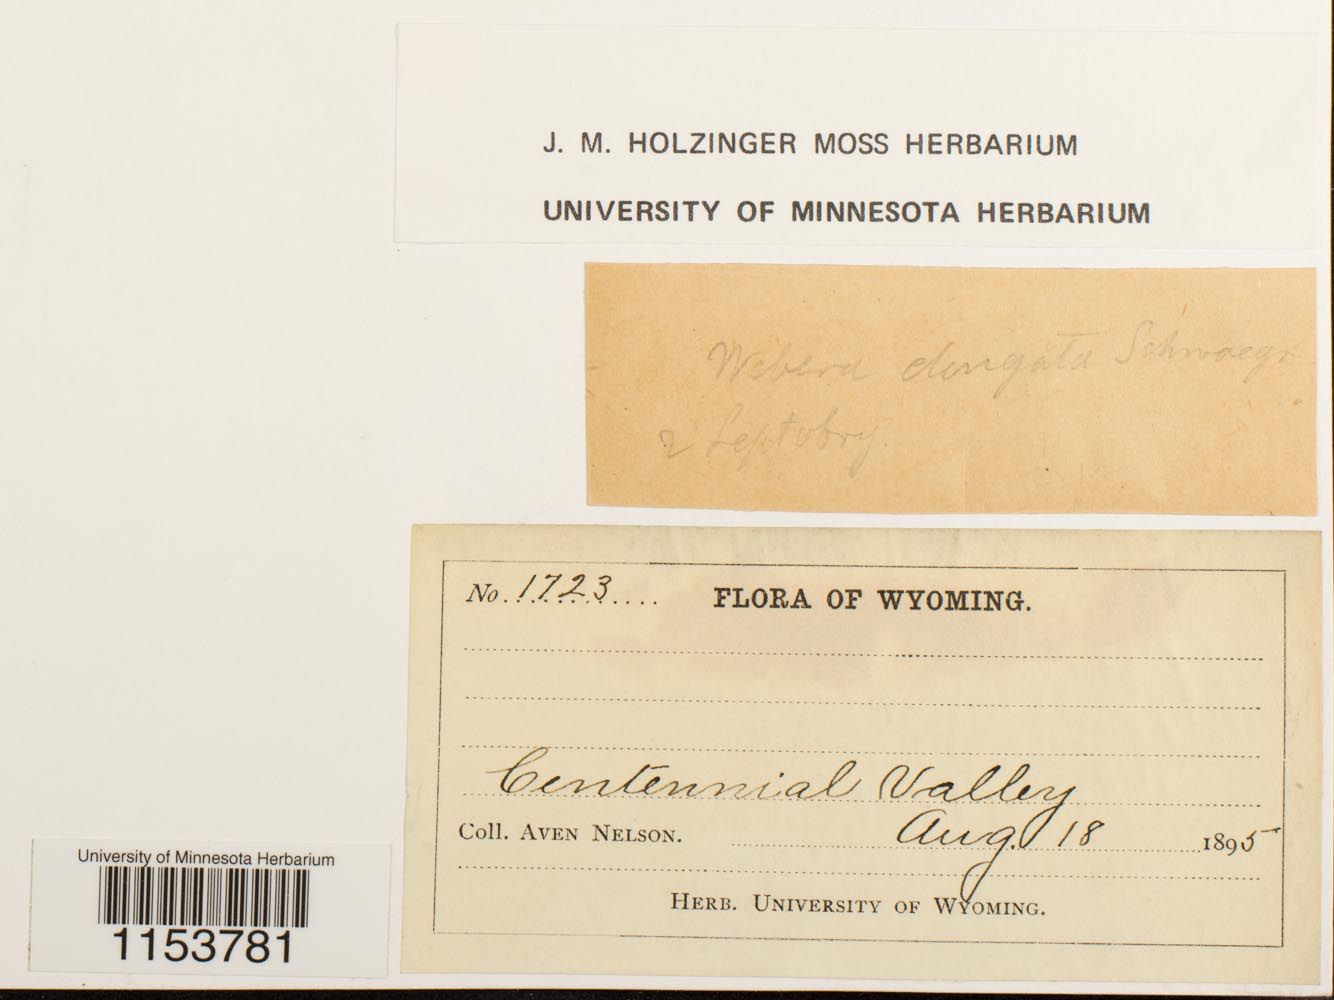 J. M. HOLZINGER MOSS HERBARIUM
UNIVERSITY OF MINNESOTA HERBARIUM
Webera elongata Schwaegr
Leptobry.
No. 1723 FLORA OF WYOMING.
Centennial Valley
Coll. AVEN NELSON. Aug. 18 1895
HERB. UNIVERSITY OF WYOMING.
University of Minnesota Herbarium
1153781